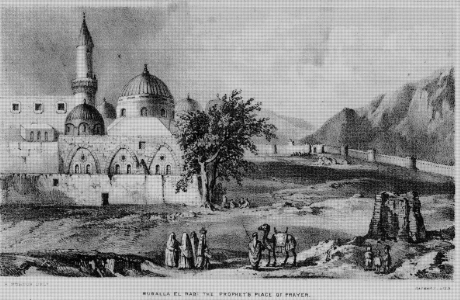 MUSALLA EL NABI THE PROPHET'S PLACE OF PRAYER.